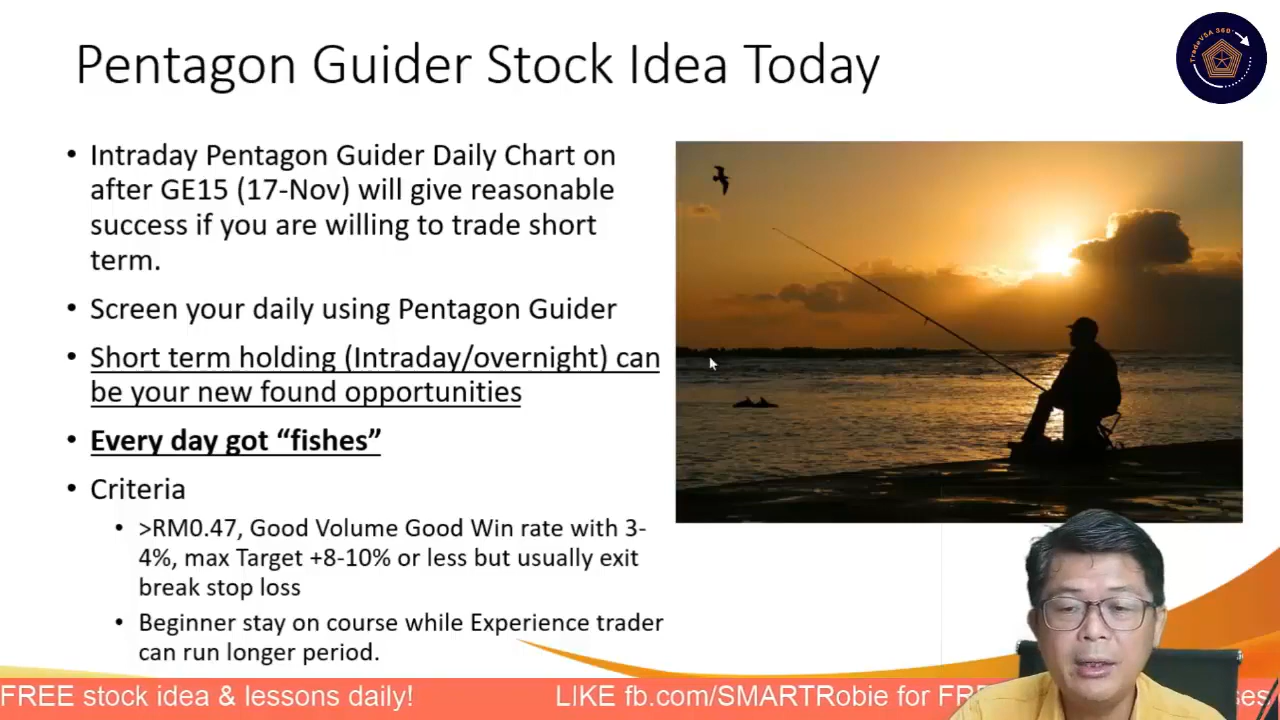 Pentagon Guider Stock Idea Today
TradeVSA 360°
• Intraday Pentagon Guider Daily Chart on
after GE15 (17-Nov) will give reasonable
success if you are willing to trade short
term.
• Screen your daily using Pentagon Guider
• Short term holding (Intraday/overnight) can
be your new found opportunities
• Every day got “fishes”
• Criteria
• >RM0.47, Good Volume Good Win rate with 3-
4%, max Target +8-10% or less but usually exit
break stop loss
• Beginner stay on course while Experience trader
can run longer period.
FREE stock idea & lessons daily! LIKE fb.com/SMARTRobie for